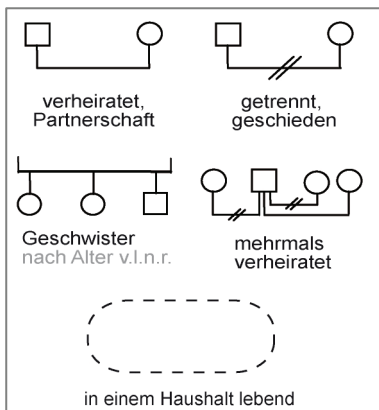 verheiratet,
Partnerschaft
getrennt,
geschieden
Geschwister
nach Alter v.l.n.r.
mehrmals
verheiratet
in einem Haushalt lebend